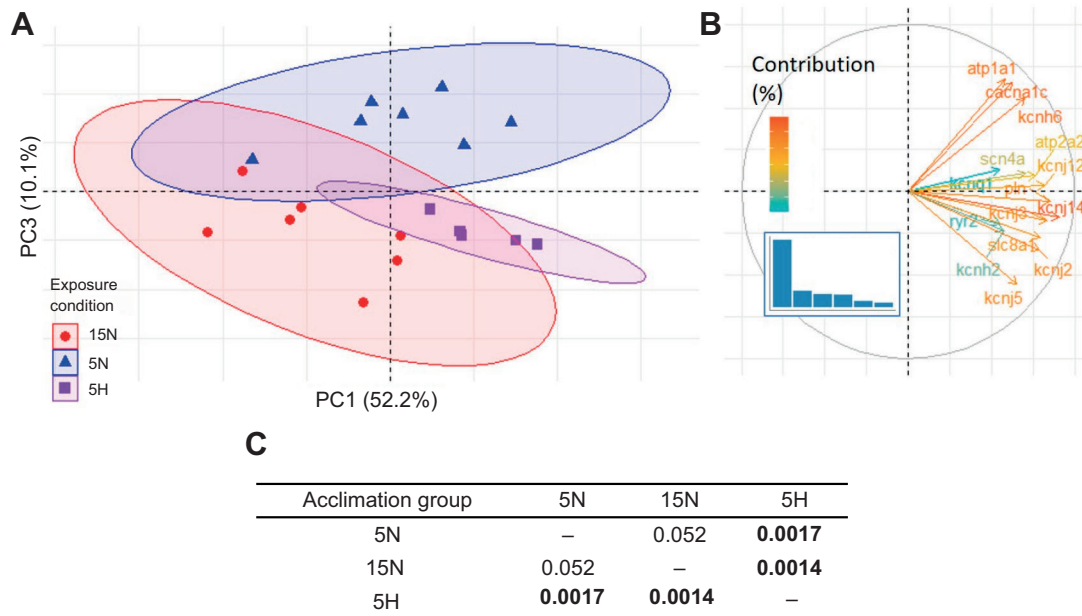 A
PC3 (10.1%)
PC1 (52.2%)
Exposure
condition
15N
5N
5H
B
Contribution
(%)
atp1a1
cacna1c
kcnh6
atp2a2
scn4a
kcnj12
kcnq1
pln
kcnj3
kcnj14
ryr2
slc8a1
kcnh2
kcnj2
kcnj5
C
Acclimation group 5N 15N 5H
5N – 0.052 0.0017
15N 0.052 – 0.0014
5H 0.0017 0.0014 –